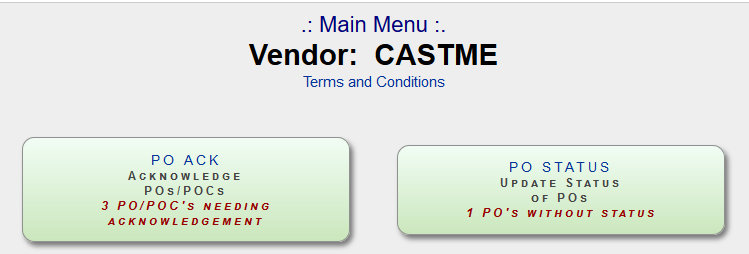 .: Main Menu :.
Vendor: CASTME
Terms and Conditions
PO ACK
Acknowledge
POs/POCs
3 PO/POC's needing
acknowledgement
PO STATUS
Update Status
of POs
1 PO's without status